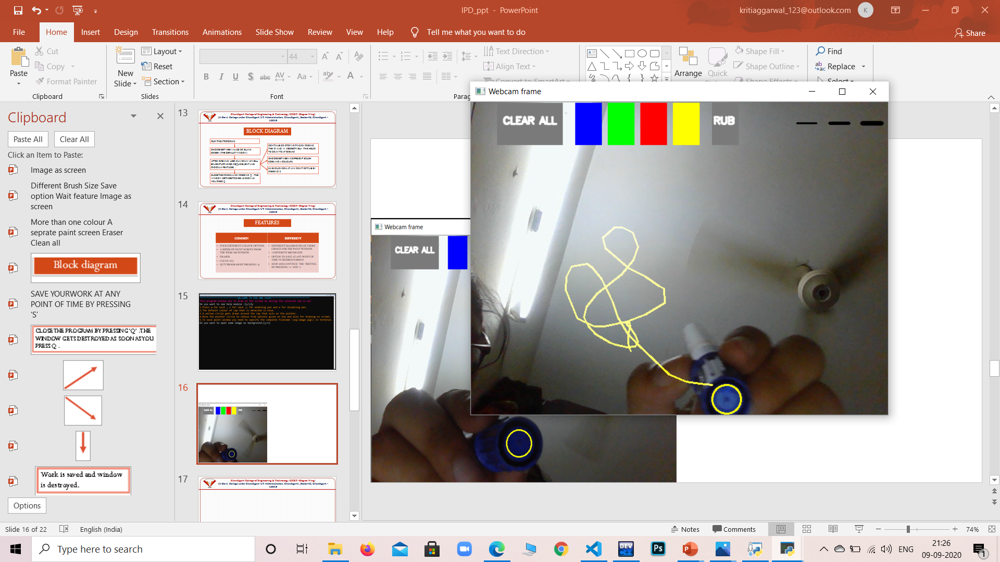 IPD_ppt - PowerPoint
kritiaggarwal_123@outlook.com
K
File
Home
Insert
Design
Transitions
Animations
Slide Show
Review
View
Help
Tell me what you want to do
Share
Paste
Cut
Copy
Format Painter
Clipboard
New Slide
Layout
Reset
Section
Slides
44
Font
Text Direction
Align Text
Convert to SmartArt
Arrange
Quick
Shape Fill
Shape Outline
Shape Effects
Find
Replace
Select
Clipboard
Paste All
Clear All
Click an Item to Paste:
Image as screen
Different Brush Size Save
option Wait feature Image as
screen
More than one colour A
seprate paint screen Eraser
Clean all
Block diagram
SAVE YOURWORK AT ANY
POINT OF TIME BY PRESSING
‘S’
CLOSE THE PROGRAM BY PRESSING ‘Q’ .THE
WINDOW GETS DESTROYED AS SOON AS YOU
PRESS Q .
Work is saved and window
is destroyed.
Options
13
BLOCK DIAGRAM
14
FEATURES
COMMON
DIFFERENT
15
16
17
Webcam frame
CLEAR ALL
Webcam frame
CLEAR ALL
RUB
Slide 16 of 22
English (India)
Notes
Comments
74%
Type here to search
ENG
21:26
09-09-2020
1